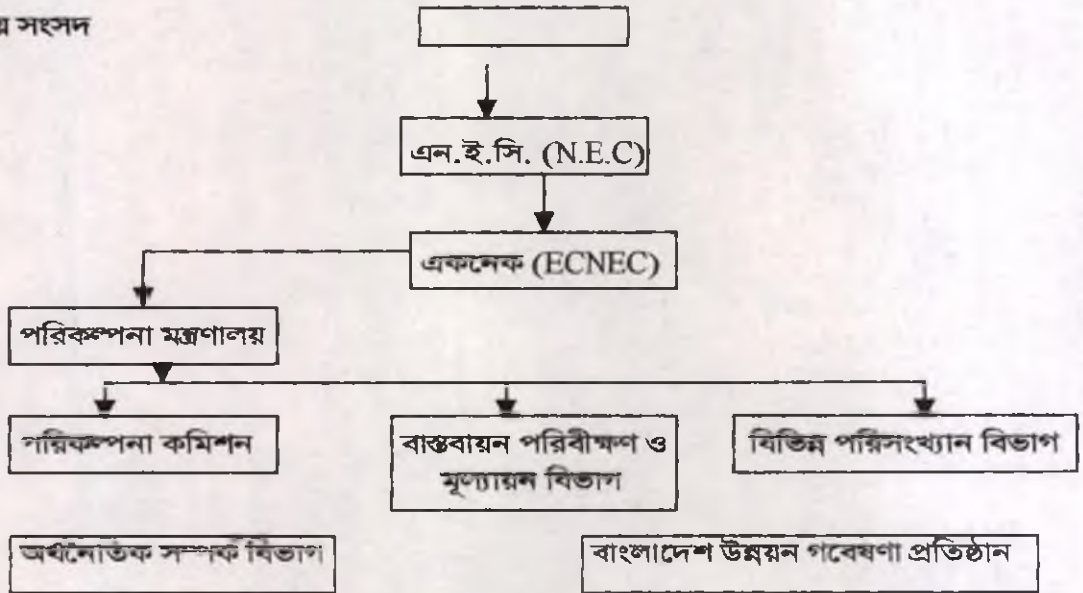 সংসদ
এন.ই.সি. (N.E.C)
একনেক (ECNEC)
পরিকল্পনা মন্ত্রণালয়
পরিকল্পনা কমিশন
বাস্তবায়ন পরিবীক্ষণ ও
মূল্যায়ন বিভাগ
বিভিন্ন পরিসংখ্যান বিভাগ
অর্থনৈতিক সম্পর্ক বিভাগ
বাংলাদেশ উন্নয়ন গবেষণা প্রতিষ্ঠান